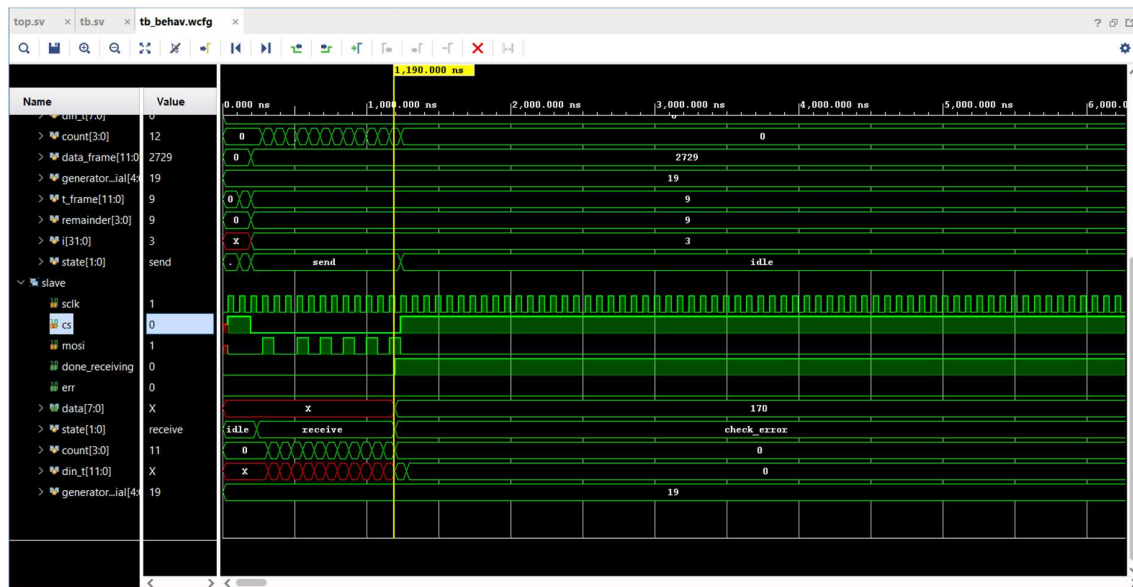 top.sv × tb.sv × tb_behav.wcfg × ?
1,190.000 ns
Name Value 0.000 ns 1,000.000 ns 2,000.000 ns 3,000.000 ns 4,000.000 ns 5,000.000 ns 6,000.0
din_t[7:0] 0 0
count[3:0] 12 0 0
data_frame[11:0 2729 0 2729
generator...ial[4: 19 19
t_frame[11:0] 9 0 9
remainder[3:0] 9 0 9
i[31:0] 3 X 3
state[1:0] send . send idle
slave
sclk 1
cs 0
mosi 1
done_receiving 0
err 0
data[7:0] X X 170
state[1:0] receive idle receive check_error
count[3:0] 11 0 0
din_t[11:0] X X 0
generator...ial[4: 19 19